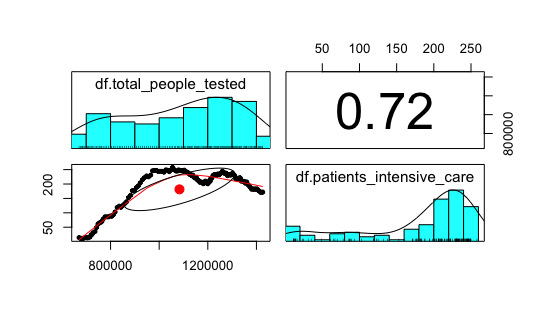 50 100 150 200 250
df.total_people_tested
0.72
800000
df.patients_intensive_care
200
50
800000 1200000